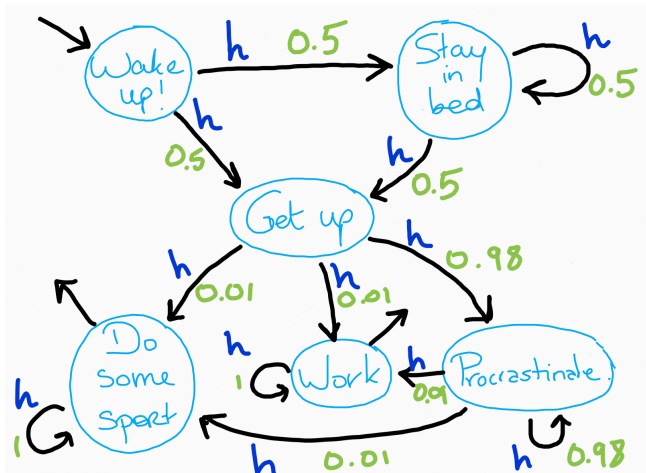 h 0.5
Wake
up!
Stay
in
bed
h
0.5
h
0.5
h
0.5
Get up
h
0.01
h
0.01
h
0.98
Do
some
sport
h
1
h
1
Work
h
Procrastinate.
h
0.01
h
0.98